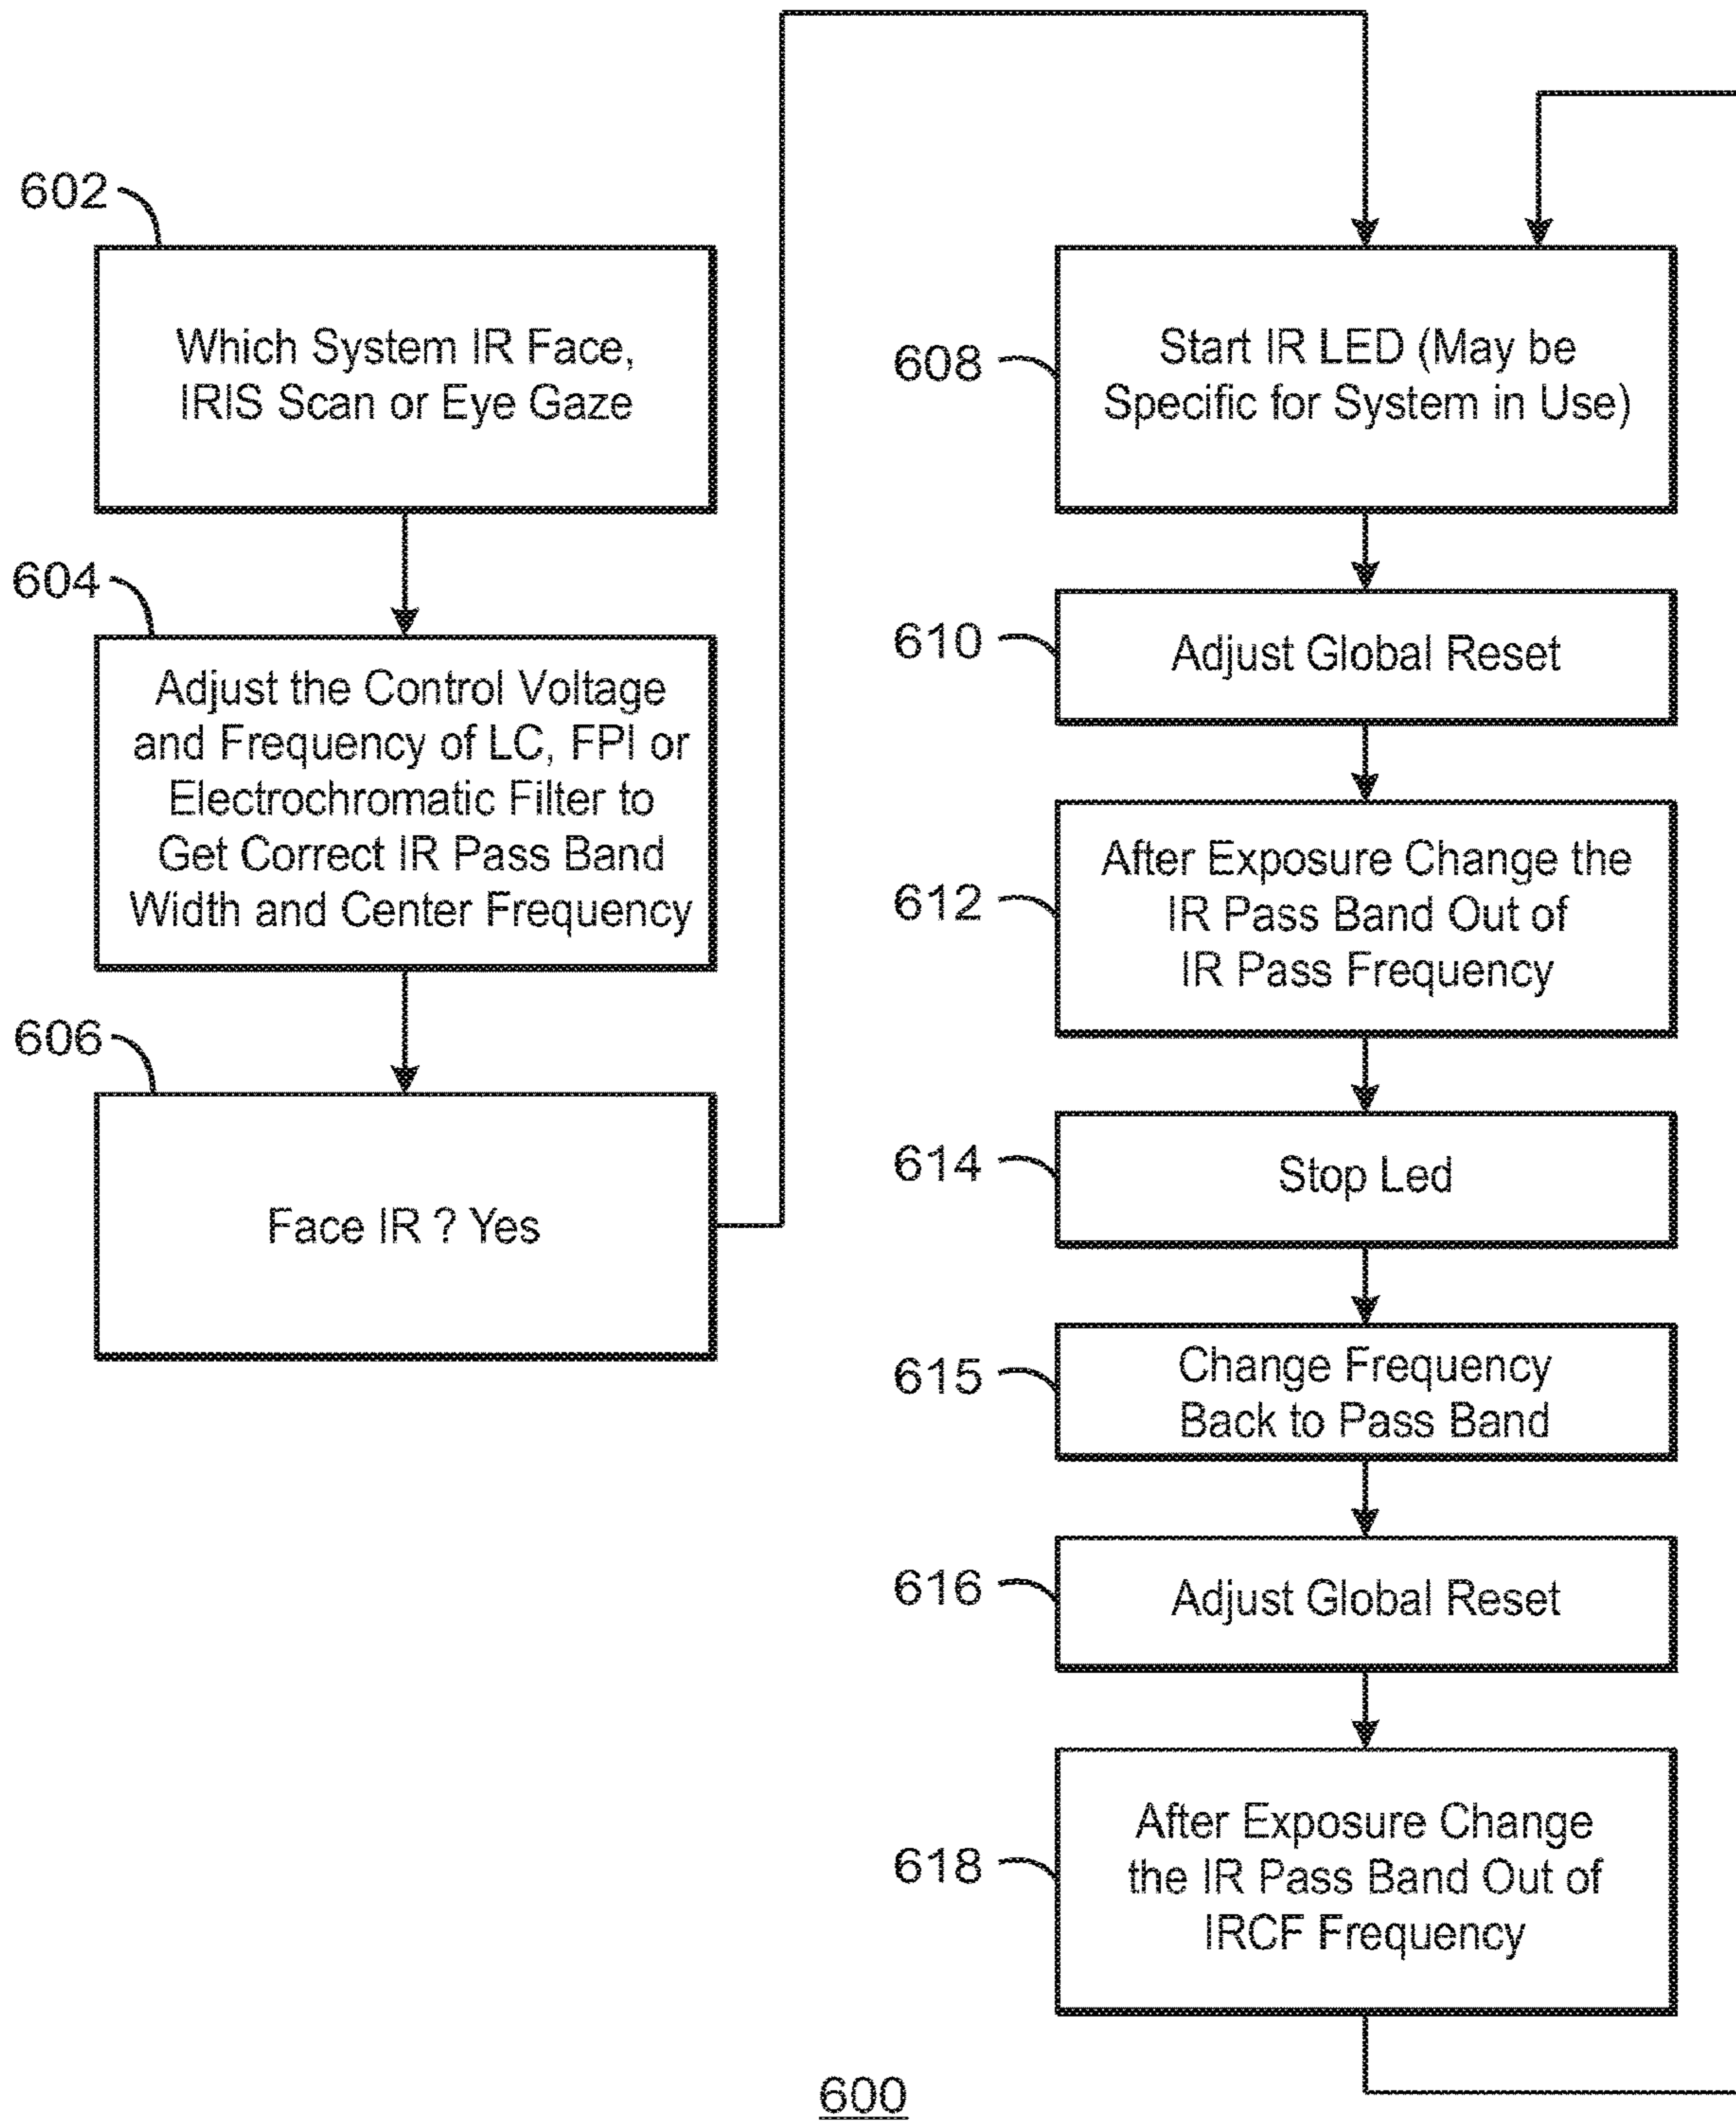 602
Which System IR Face,
IRIS Scan or Eye Gaze
604
Adjust the Control Voltage
and Frequency of LC, FPI or
Electrochromatic Filter to
Get Correct IR Pass Band
Width and Center Frequency
606
Face IR ? Yes
608
Start IR LED (May be
Specific for System in Use)
610
Adjust Global Reset
612
After Exposure Change the
IR Pass Band Out of
IR Pass Frequency
614
Stop Led
615
Change Frequency
Back to Pass Band
616
Adjust Global Reset
618
After Exposure Change
the IR Pass Band Out of
IRCF Frequency
600